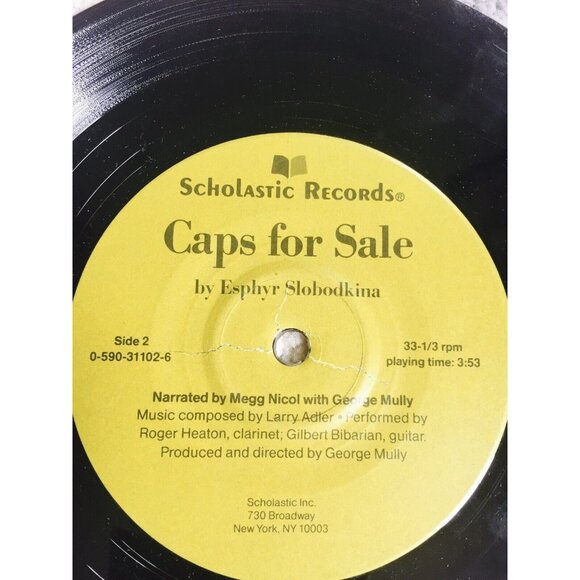 Scholastic Records®
Caps for Sale
by Esphyr Slobodkina
Side 2
0-590-31102-6
33-1/3 rpm
playing time: 3:53
Narrated by Megg Nicol with George Mully
Music composed by Larry Adler • Performed by
Roger Heaton, clarinet; Gilbert Bibarian, guitar.
Produced and directed by George Mully
Scholastic Inc.
730 Broadway
New York, NY 10003